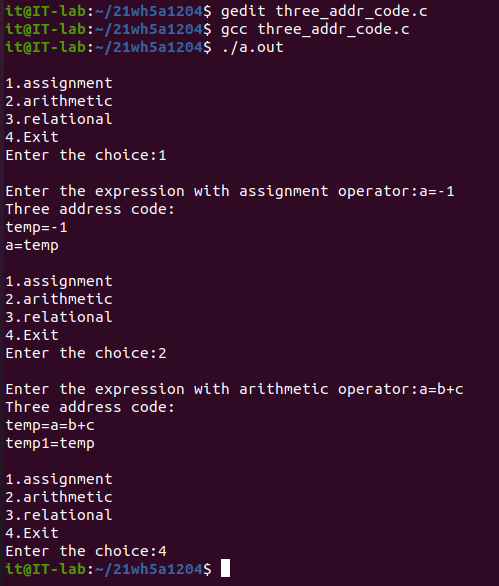 it@IT-lab:~/21wh5a1204$ gedit three_addr_code.c
it@IT-lab:~/21wh5a1204$ gcc three_addr_code.c
it@IT-lab:~/21wh5a1204$ ./a.out
1.assignment
2.arithmetic
3.relational
4.Exit
Enter the choice:1
Enter the expression with assignment operator:a=-1
Three address code:
temp=-1
a=temp
1.assignment
2.arithmetic
3.relational
4.Exit
Enter the choice:2
Enter the expression with arithmetic operator:a=b+c
Three address code:
temp=a=b+c
temp1=temp
1.assignment
2.arithmetic
3.relational
4.Exit
Enter the choice:4
it@IT-lab:~/21wh5a1204$